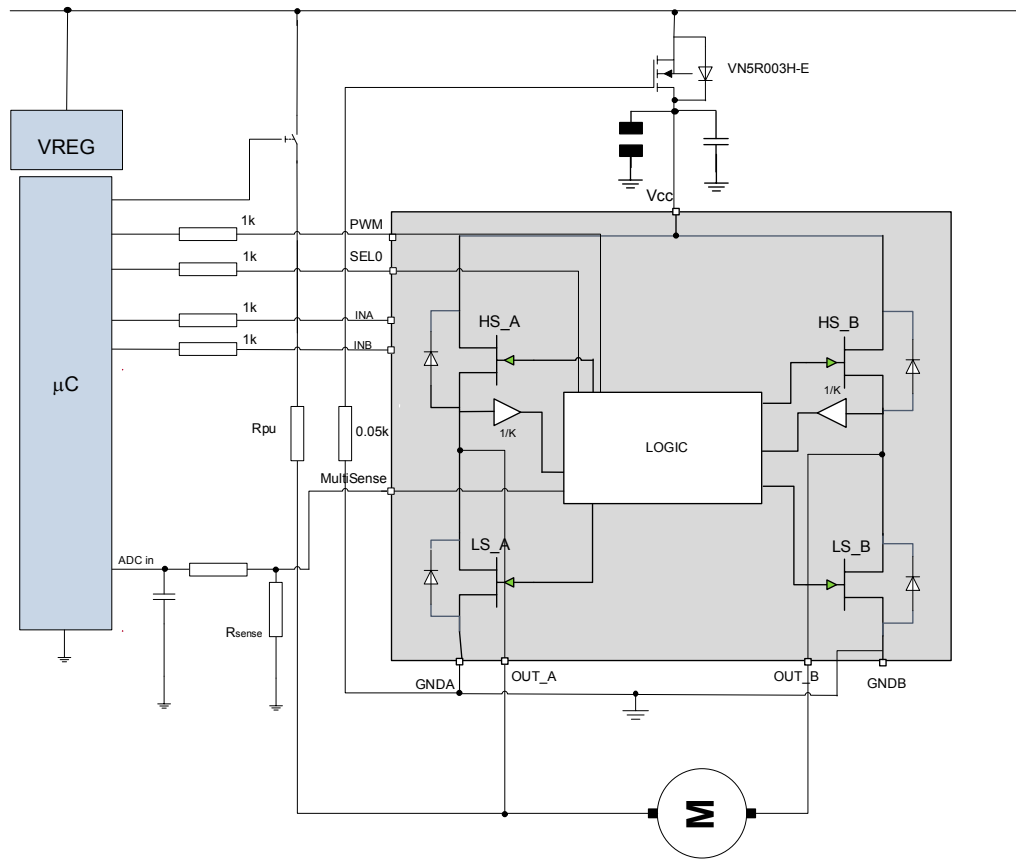 VN5R003H-E
VREG
Vcc
1k
PWM
1k
SEL0
1k
INA
1k
INB
µC
HS_A
HS_B
1/K
1/K
Rpu
0.05k
LOGIC
MultiSense
LS_A
LS_B
ADC in
Rsense
GNDA
OUT_A
OUT_B
GNDB
M